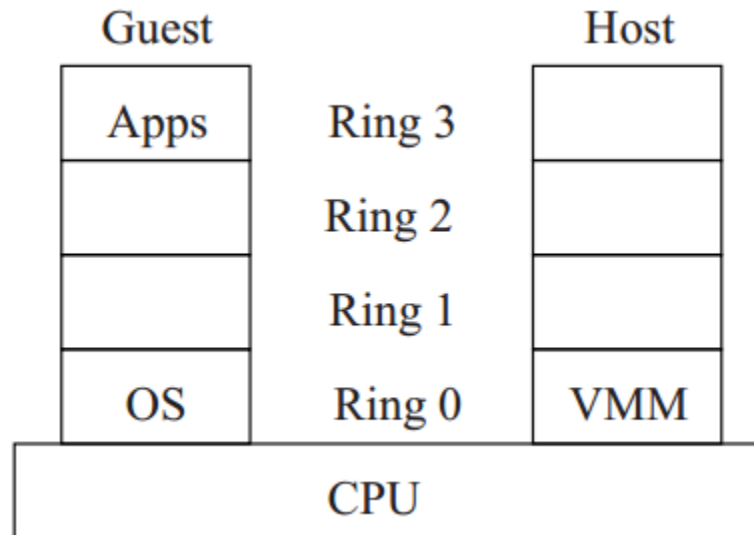 Guest Host
Apps Ring 3
Ring 2
Ring 1
OS Ring 0 VMM
CPU